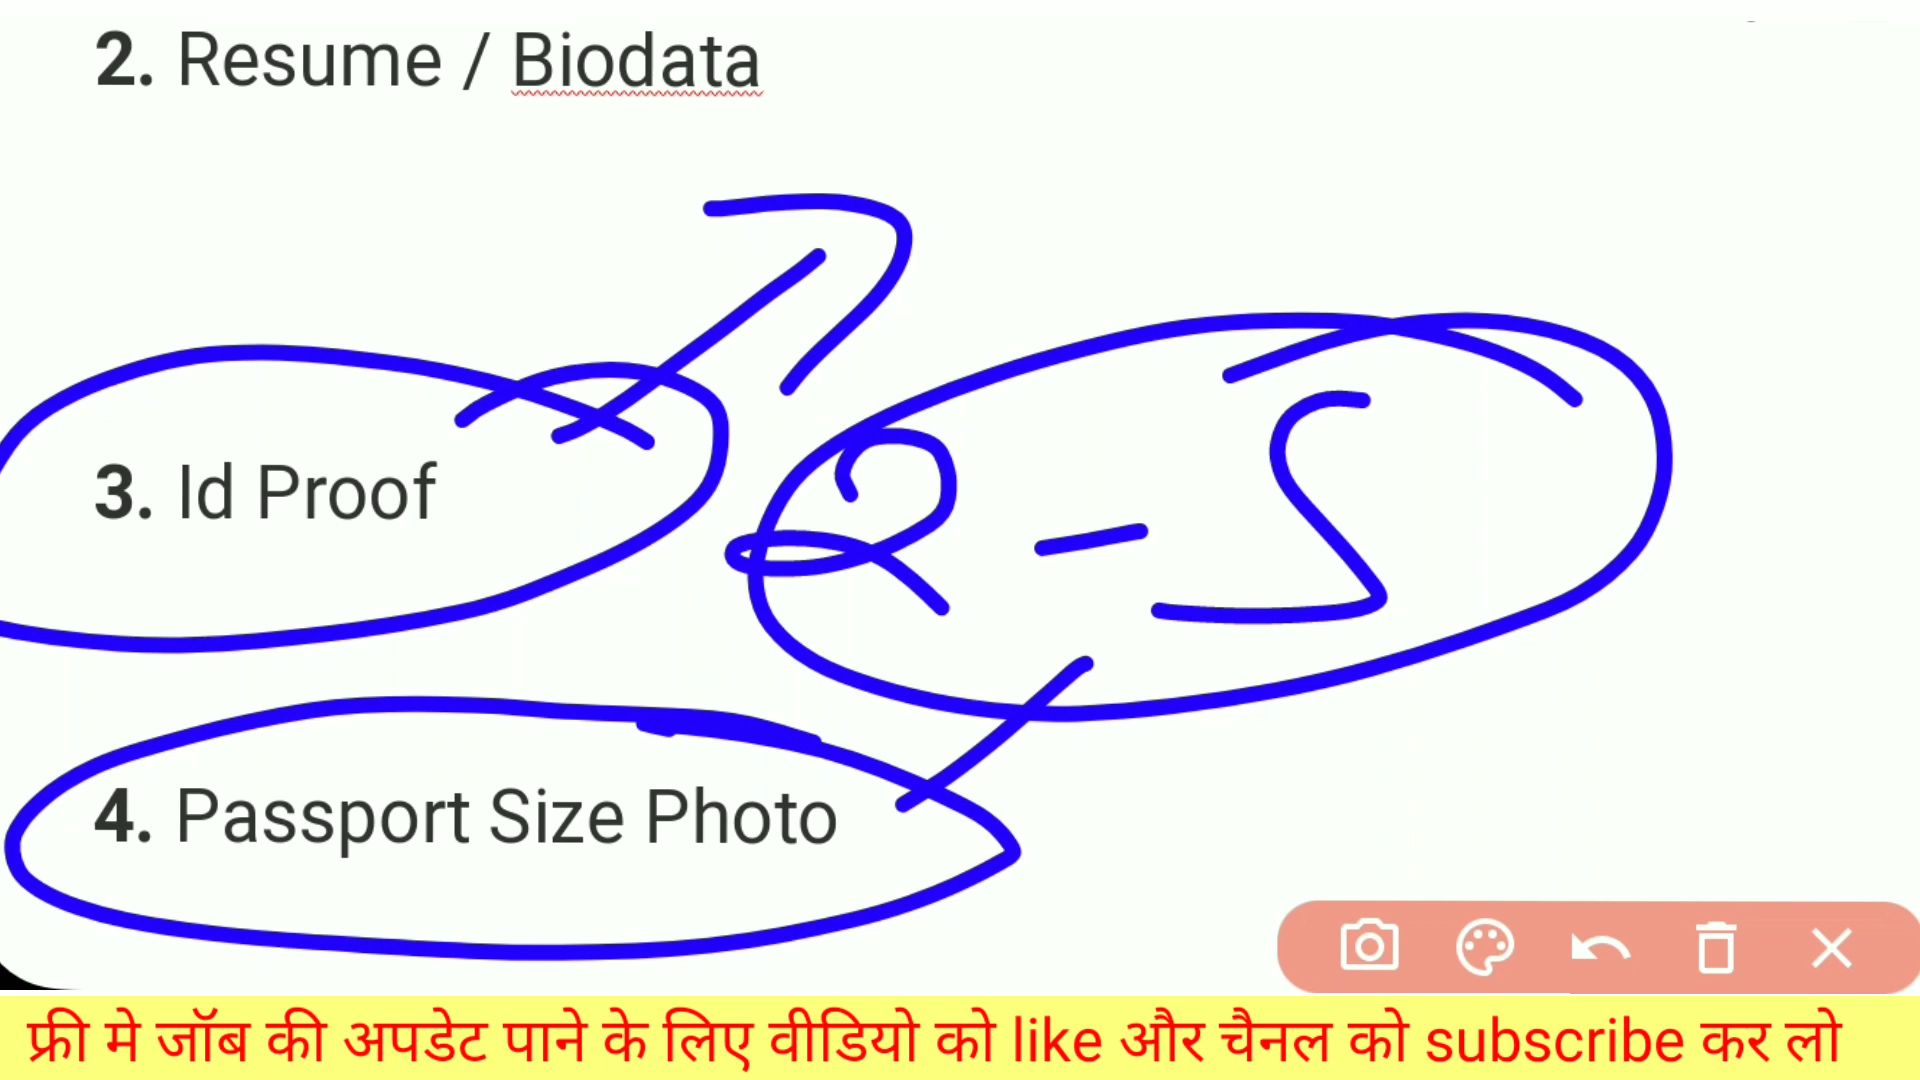 2. Resume / Biodata
3. Id Proof
2 - 5
4. Passport Size Photo
फ्री मे जॉब की अपडेट पाने के लिए वीडियो को like और चैनल को subscribe कर लो